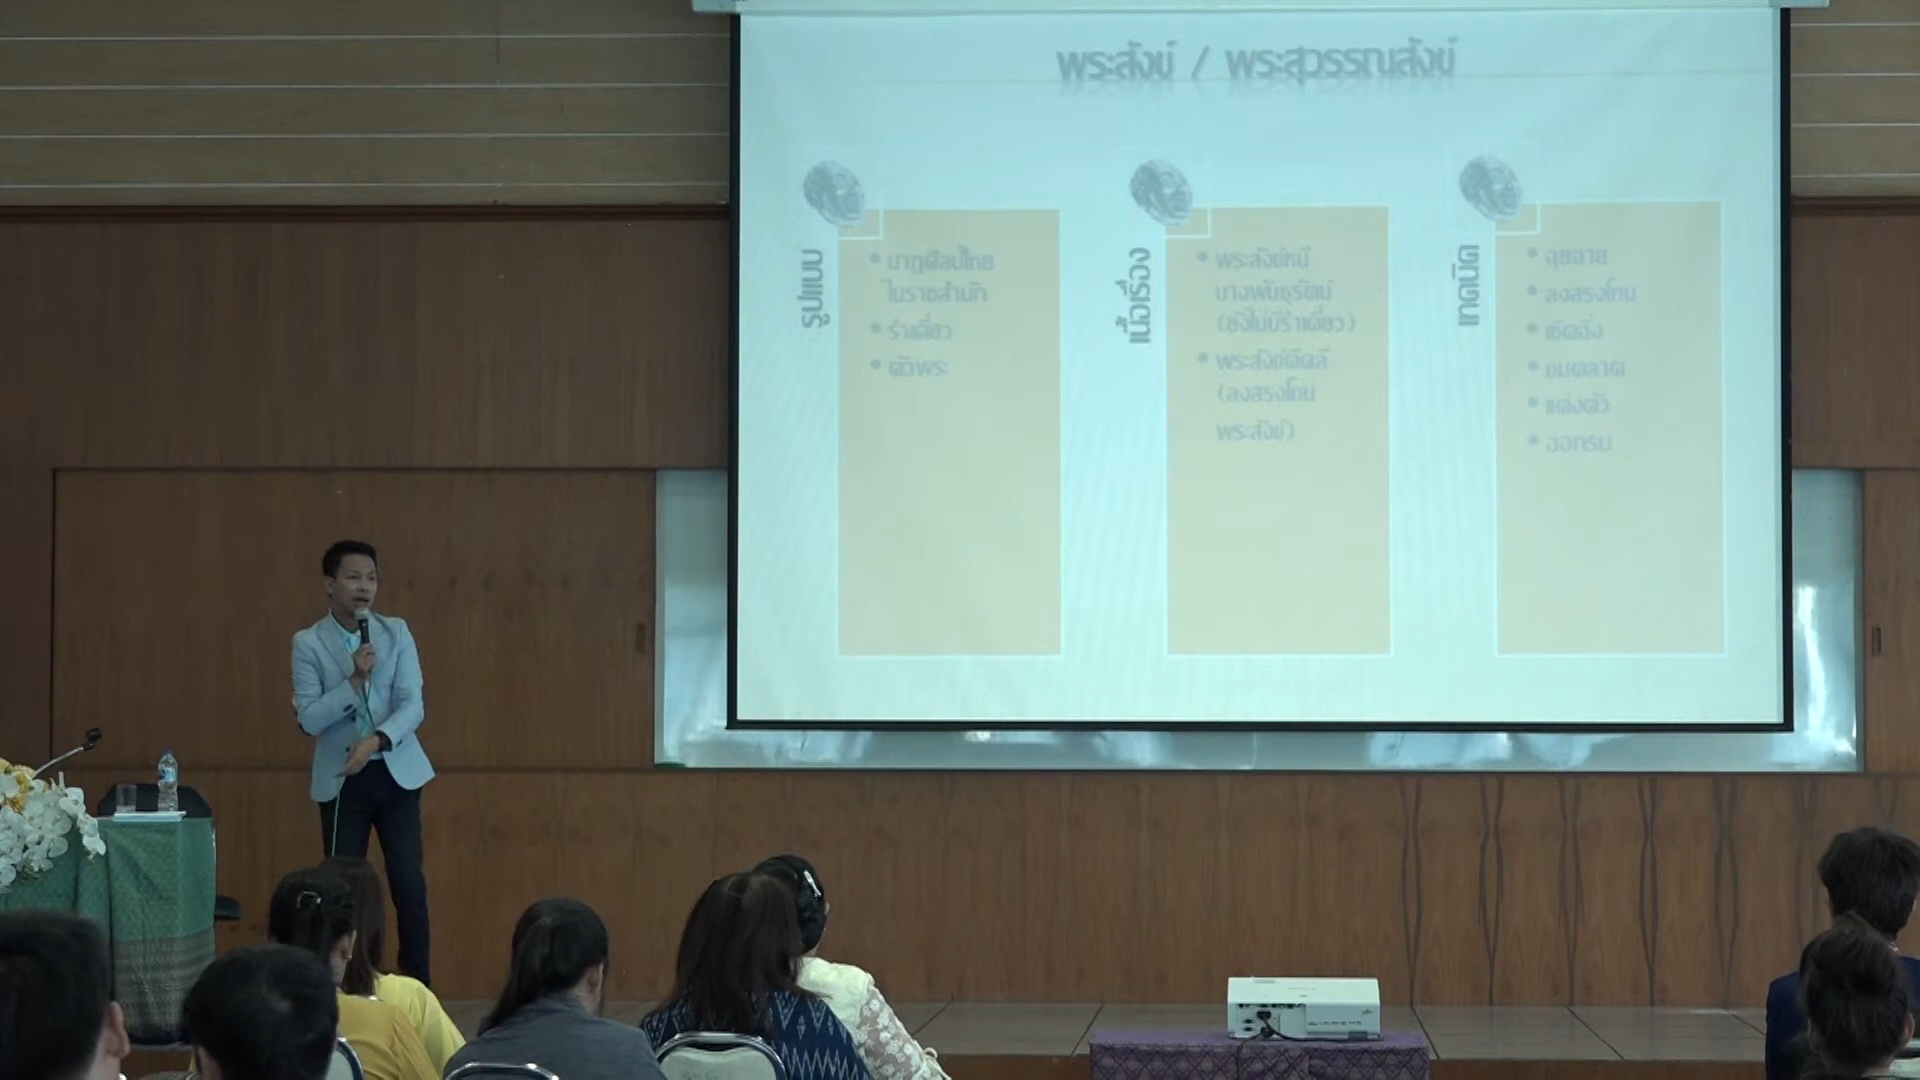 พระสังข์ / พระสุวรรณสังข์
รูปแบบ
• นาฏศิลป์ไทย
ในราชสำนัก
• รำเดี่ยว
• ตัวพระ
เนื้อเรื่อง
• พระสังข์หนี
นางพันธุรัตน์
(ยังไม่มีรำเดี่ยว)
• พระสังข์ตีคลี
(ลงสรงโทน
พระสังข์)
เทคนิค
• ฉุยฉาย
• ลงสรงโทน
• เชิดฉิ่ง
• ชมตลาด
• แต่งตัว
• ออกรบ